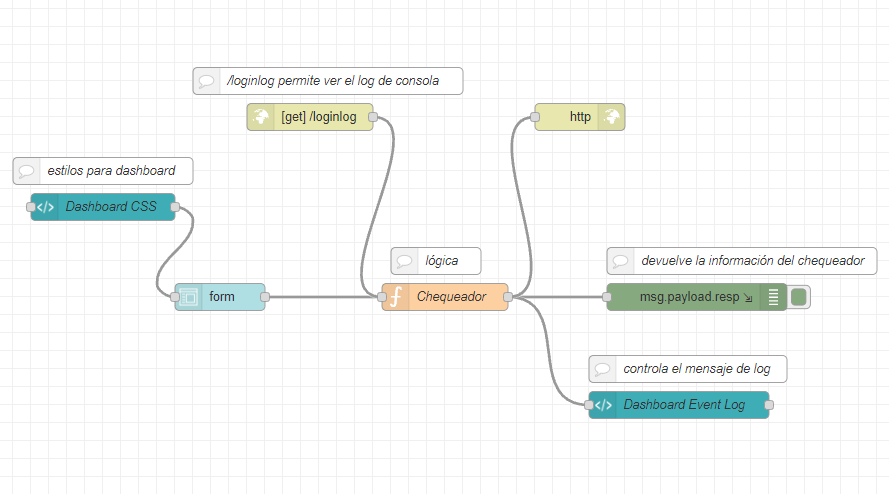 /loginlog permite ver el log de consola
[get] /loginlog
http
estilos para dashboard
</> Dashboard CSS
lógica
devuelve la información del chequeador
form
f Chequeador
msg.payload.resp
controla el mensaje de log
</> Dashboard Event Log